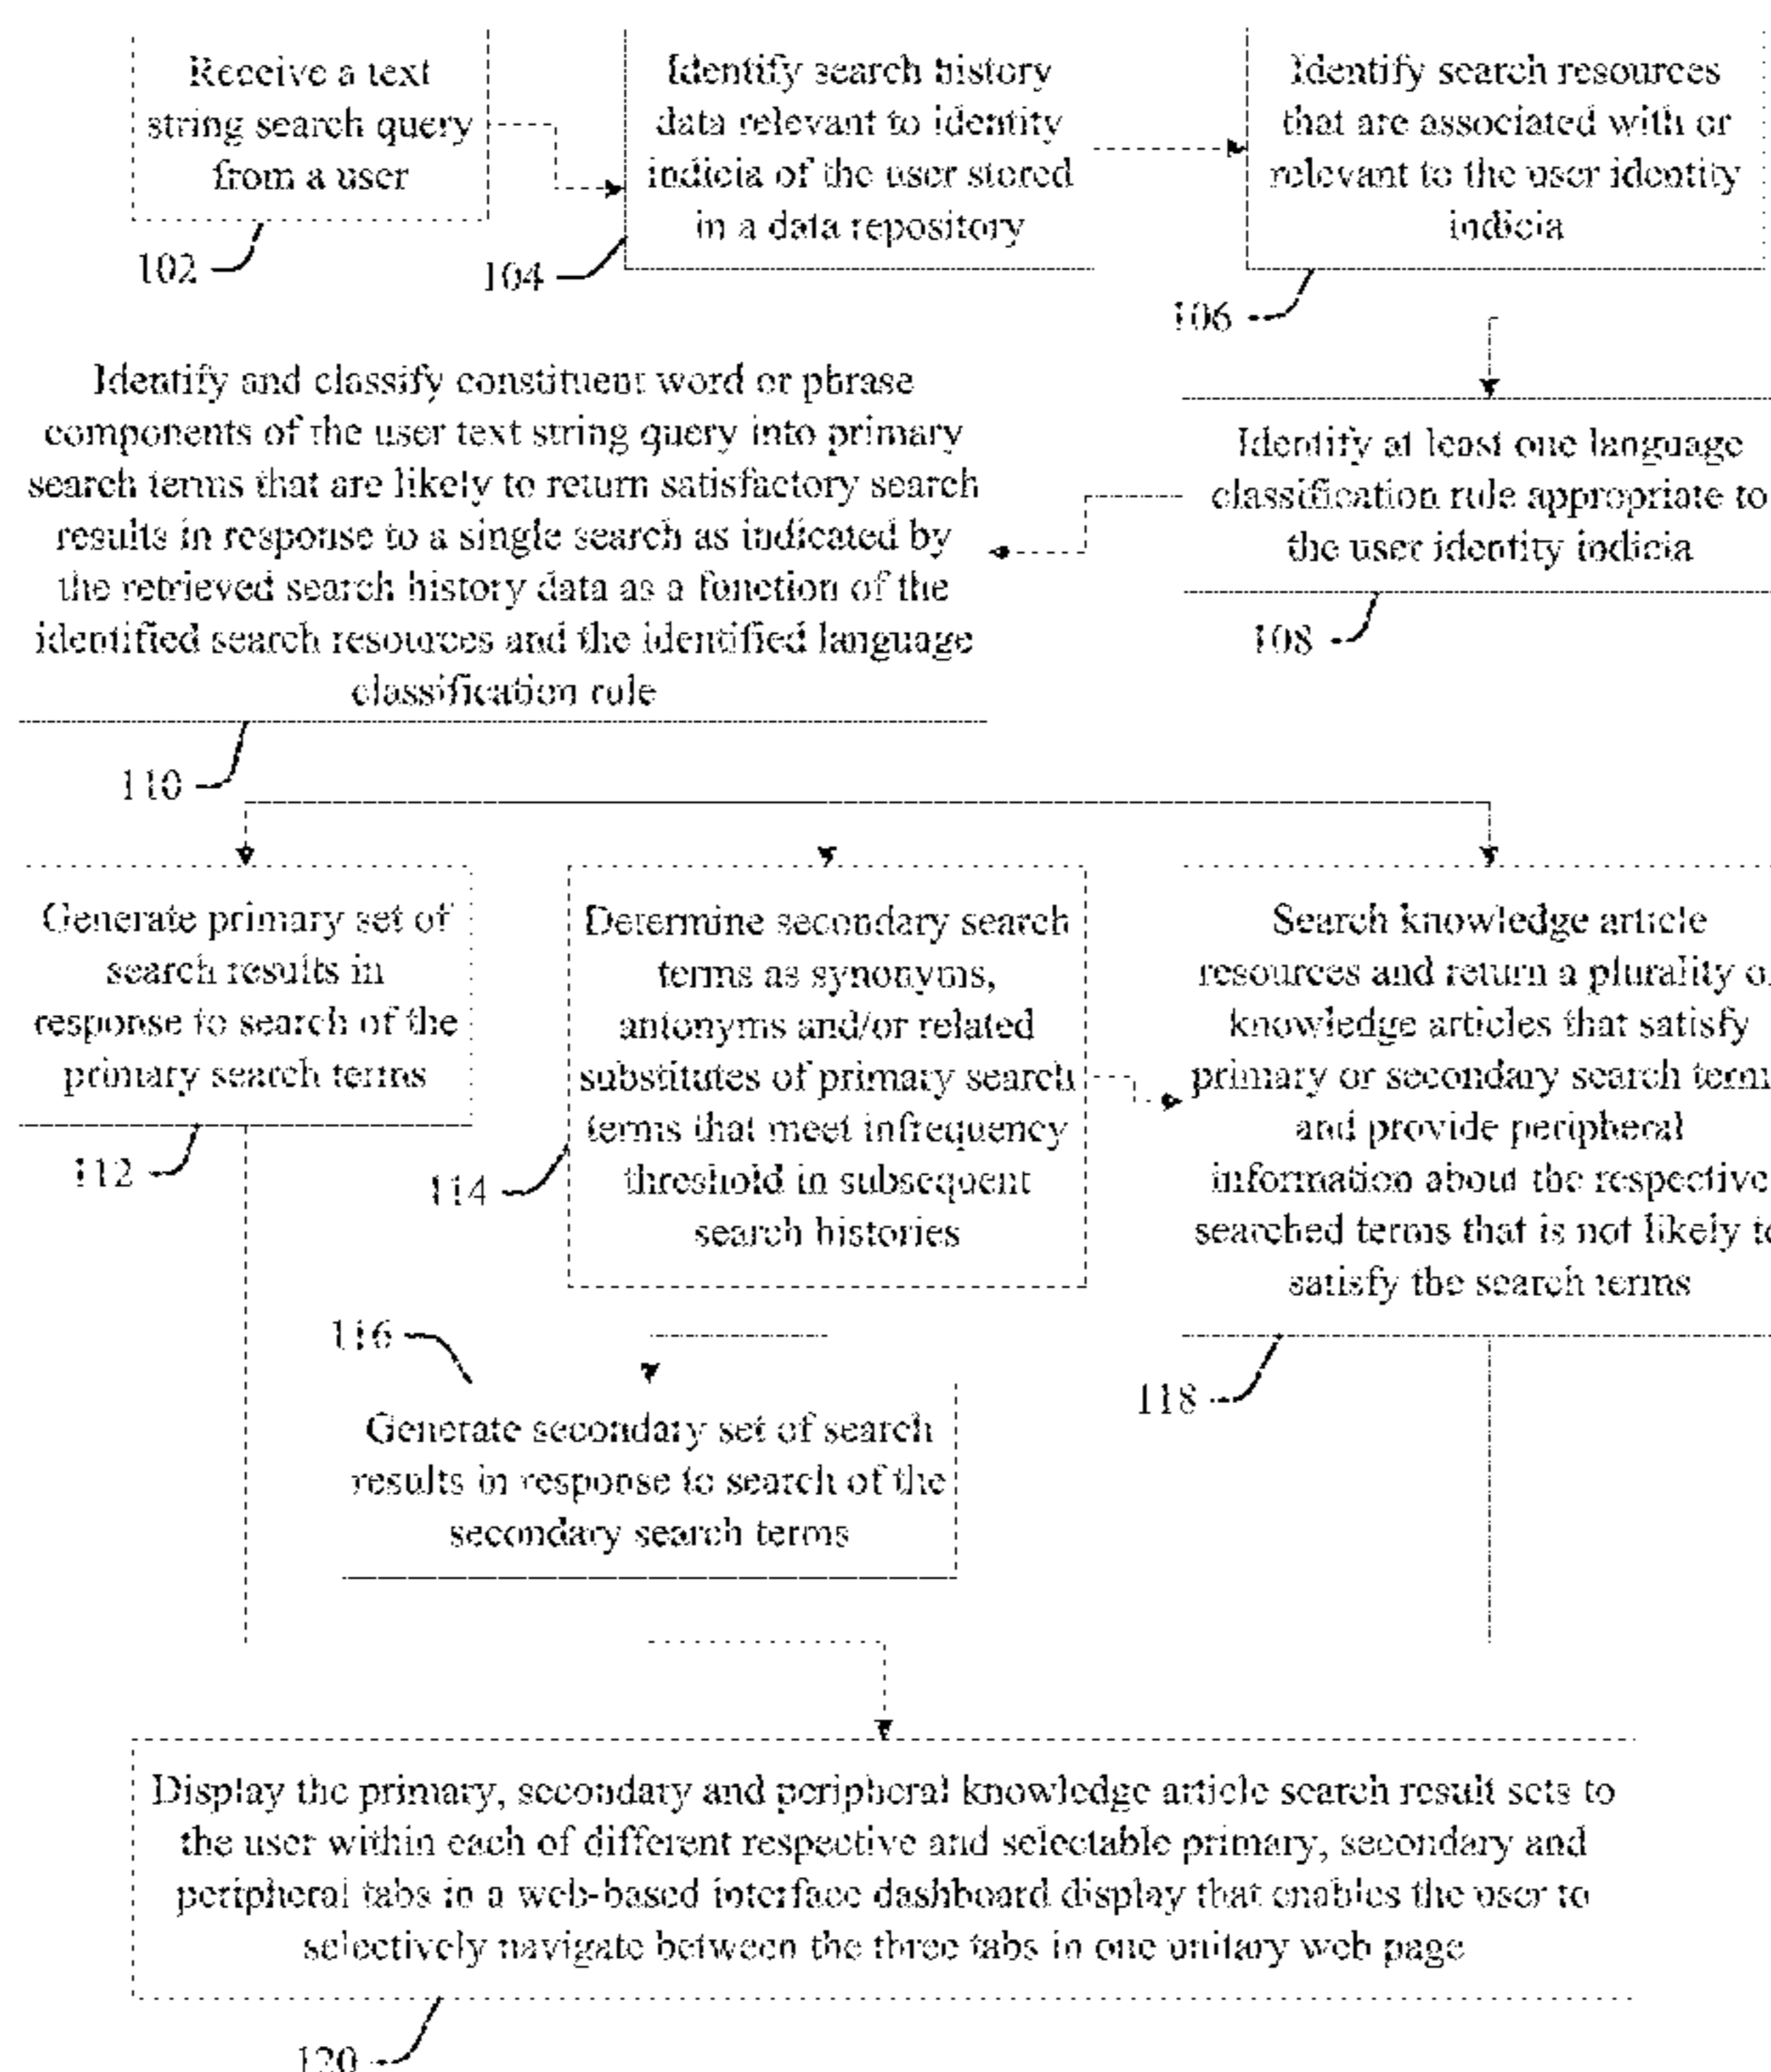 Receive a text
string search query
from a user
102
Identify search history
data relevant to identity
indicia of the user stored
in a data repository
104
Identify search resources
that are associated with or
relevant to the user identity
indicia
106
Identify at least one language
classification rule appropriate to
the user identity indicia
108
Identify and classify constituent word or phrase
components of the user text string query into primary
search terms that are likely to return satisfactory search
results in response to a single search as indicated by
the retrieved search history data as a function of the
identified search resources and the identified language
classification rule
110
Generate primary set of
search results in
response to search of the
primary search terms
112
Determine secondary search
terms as synonyms,
antonyms and/or related
substitutes of primary search
terms that meet infrequency
threshold in subsequent
search histories
114
116
Generate secondary set of search
results in response to search of the
secondary search terms
Search knowledge article
resources and return a plurality of
knowledge articles that satisfy
primary or secondary search term
and provide peripheral
information about the respective
searched terms that is not likely to
satisfy the search terms
118
Display the primary, secondary and peripheral knowledge article search result sets to
the user within each of different respective and selectable primary, secondary and
peripheral tabs in a web-based interface dashboard display that enables the user to
selectively navigate between the three tabs in one unitary web page
120